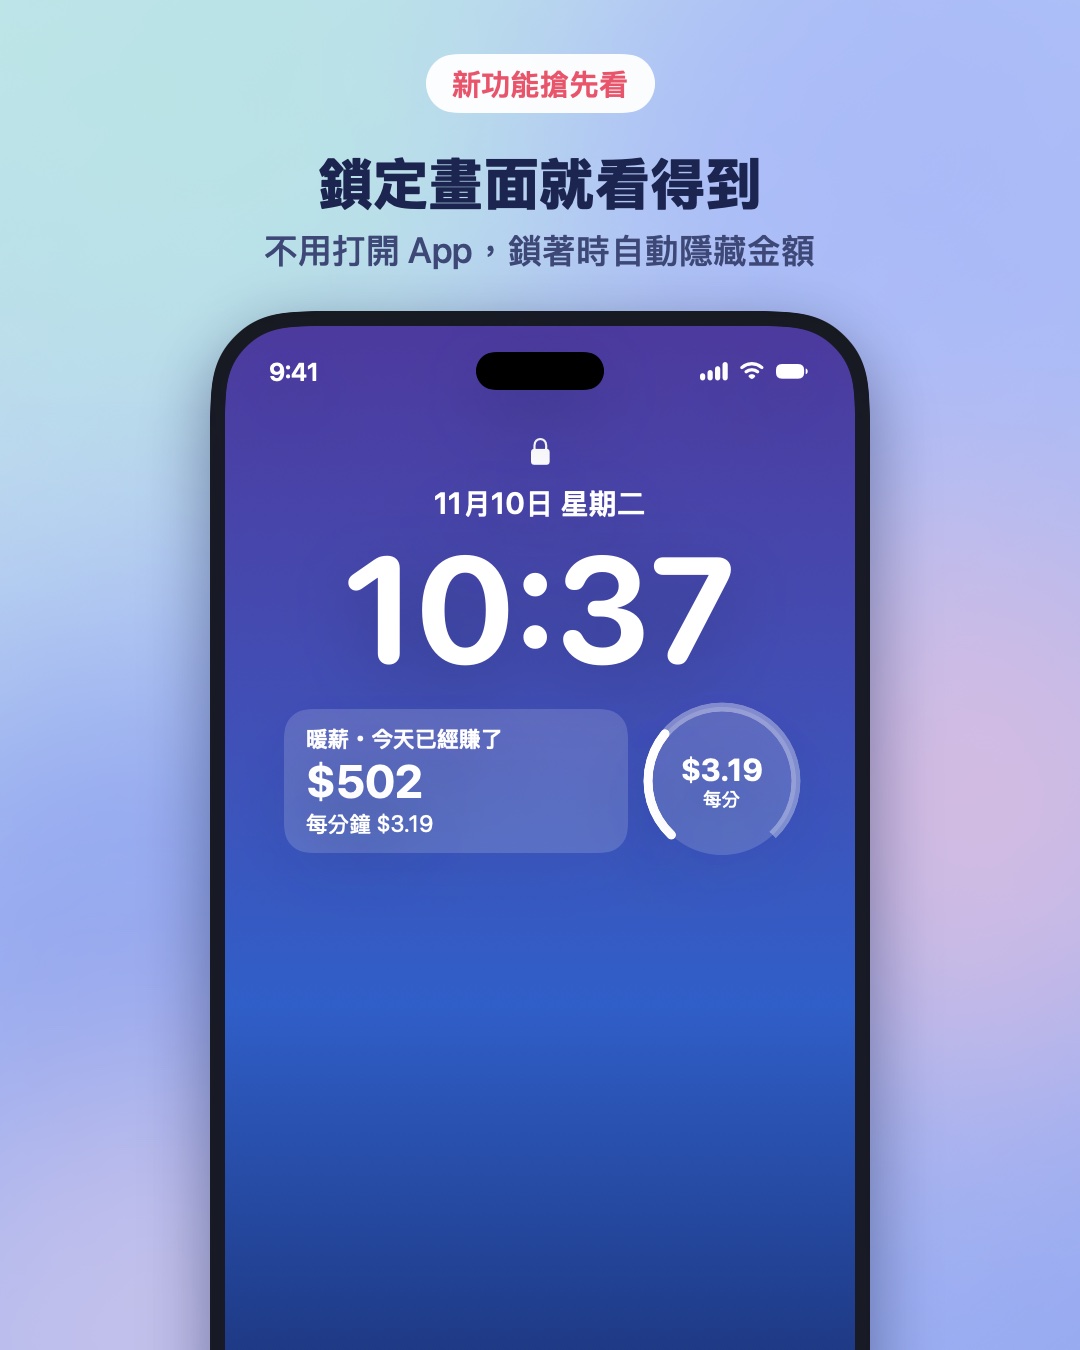 新功能搶先看
鎖定畫面就看得到
不用打開 App，鎖著時自動隱藏金額
9:41
11月10日 星期二
10:37
暖薪・今天已經賺了
$502
每分鐘 $3.19
$3.19
每分